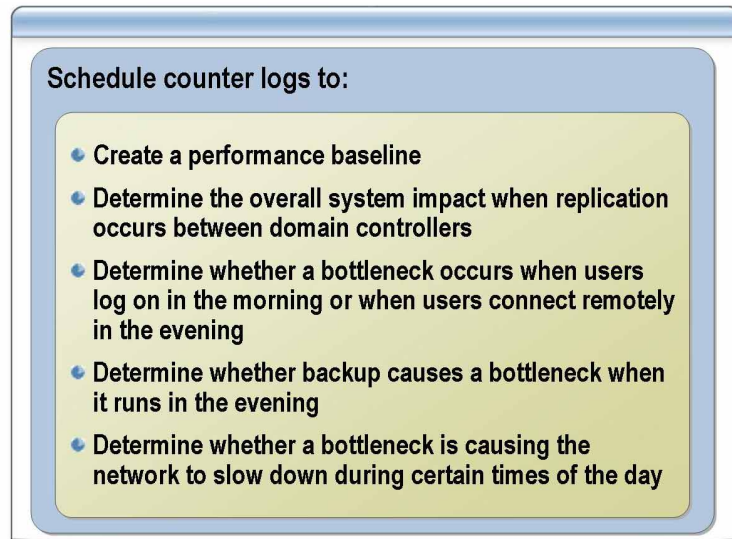 Schedule counter logs to:
Create a performance baseline
Determine the overall system impact when replication
occurs between domain controllers
Determine whether a bottleneck occurs when users
log on in the morning or when users connect remotely
in the evening
Determine whether backup causes a bottleneck when
it runs in the evening
Determine whether a bottleneck is causing the
network to slow down during certain times of the day